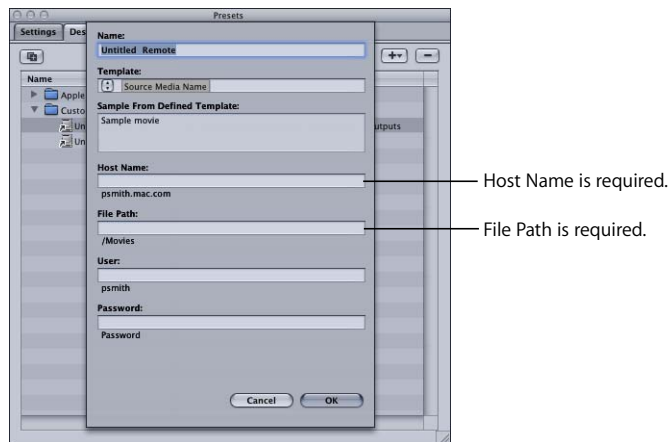 Presets
Settings Des
Name
Apple
Custo
Un
Un
utputs
Name:
Untitled Remote
Template:
Source Media Name
Sample From Defined Template:
Sample movie
Host Name:
psmith.mac.com
Host Name is required.
File Path:
/Movies
File Path is required.
User:
psmith
Password:
Password
Cancel OK